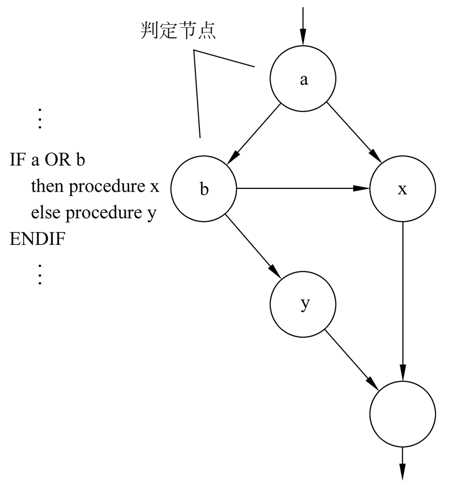 判定节点
a
⋮
IF a OR b
then procedure x
else procedure y
ENDIF
⋮
b
x
y